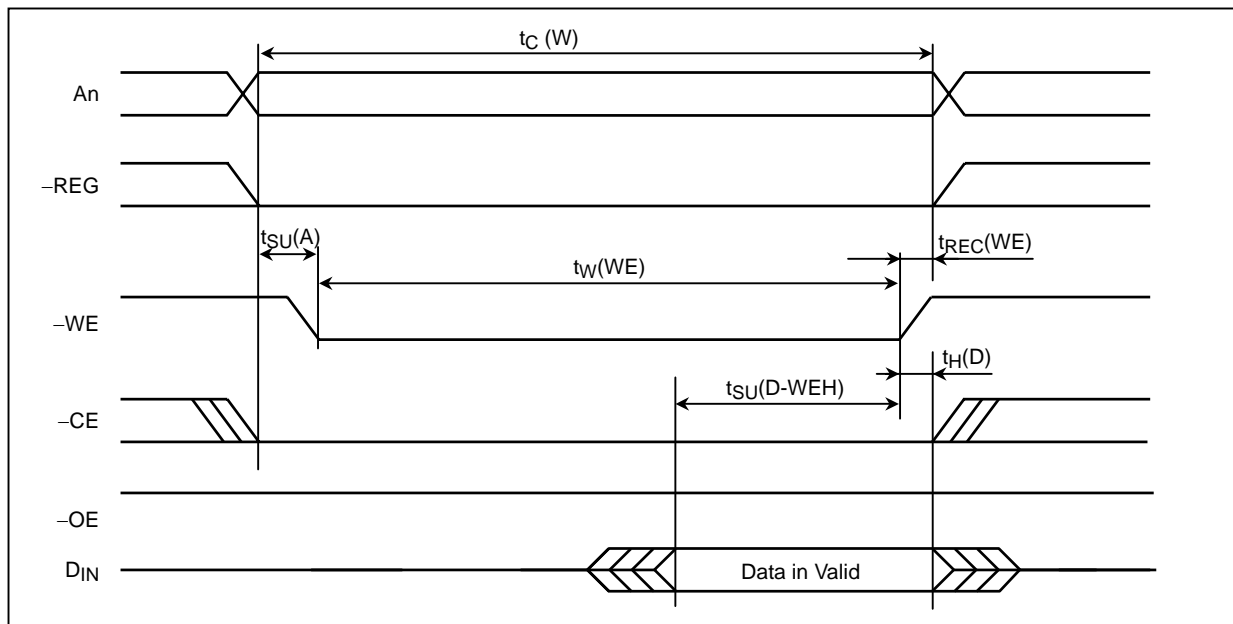 tC (W)
An
–REG
tSU(A)
tREC(WE)
tW(WE)
–WE
tH(D)
tSU(D-WEH)
–CE
–OE
DIN
Data in Valid